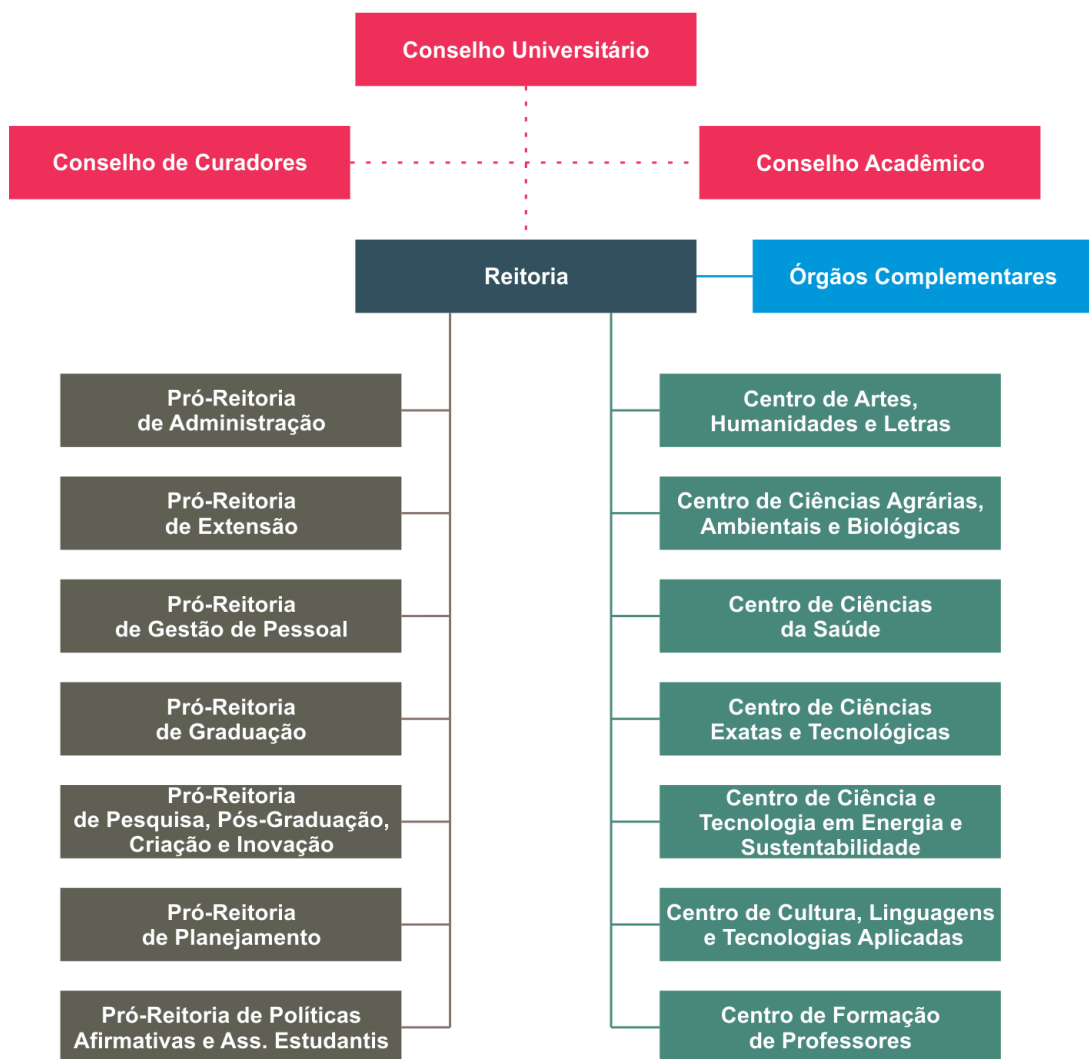 Conselho Universitário
Conselho de Curadores
Conselho Acadêmico
Reitoria
Órgãos Complementares
Pró-Reitoria
de Administração
Centro de Artes,
Humanidades e Letras
Pró-Reitoria
de Extensão
Centro de Ciências Agrárias,
Ambientais e Biológicas
Pró-Reitoria
de Gestão de Pessoal
Centro de Ciências
da Saúde
Pró-Reitoria
de Graduação
Centro de Ciências
Exatas e Tecnológicas
Pró-Reitoria
de Pesquisa, Pós-Graduação,
Criação e Inovação
Centro de Ciência e
Tecnologia em Energia e
Sustentabilidade
Pró-Reitoria
de Planejamento
Centro de Cultura, Linguagens
e Tecnologias Aplicadas
Pró-Reitoria de Políticas
Afirmativas e Ass. Estudantis
Centro de Formação
de Professores